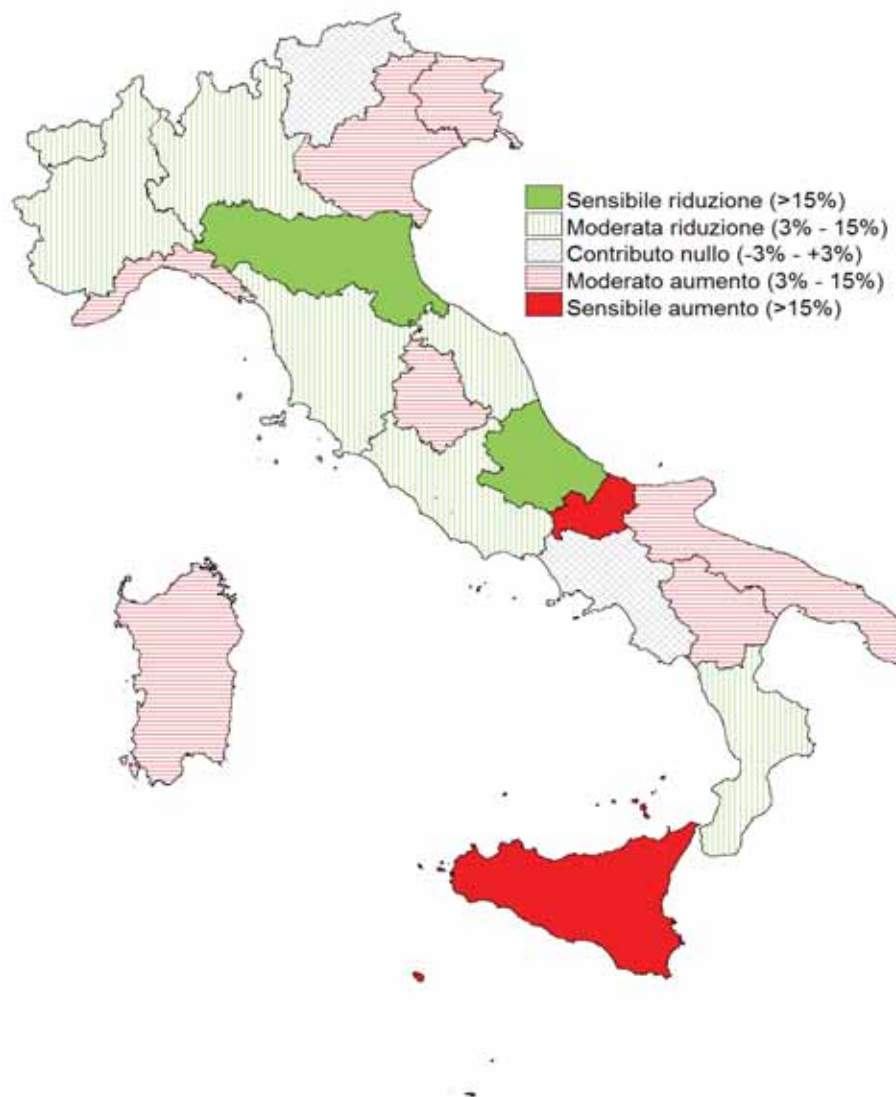 Sensibile riduzione (>15%)
Moderata riduzione (3% - 15%)
Contributo nullo (-3% - +3%)
Moderato aumento (3% - 15%)
Sensibile aumento (>15%)